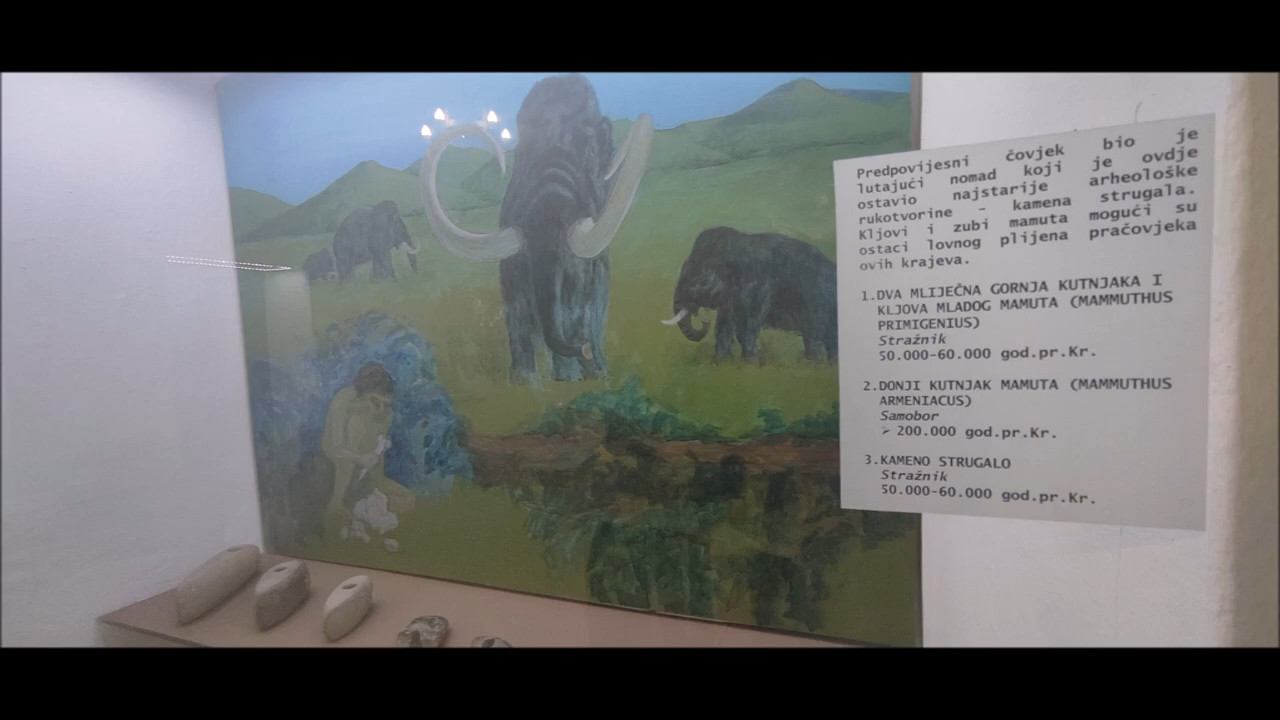 Predpovijesni čovjek bio je
lutajući nomad koji je ovdje
ostavio najstarije arheološke
rukotvorine – kamena strugala.
Kljovi i zubi mamuta mogući su
ostaci lovnog plijena pračovjeka
ovih krajeva.
1.DVA MLIJEČNA GORNJA KUTNJAKA I
KLJOVA MLADOG MAMUTA (MAMMUTHUS
PRIMIGENIUS)
Stražnik
50.000-60.000 god.pr.Kr.
2.DONJI KUTNJAK MAMUTA (MAMMUTHUS
ARMENIACUS)
Samobor
➢ 200.000 god.pr.Kr.
3.KAMENO STRUGALO
Stražnik
50.000-60.000 god.pr.Kr.